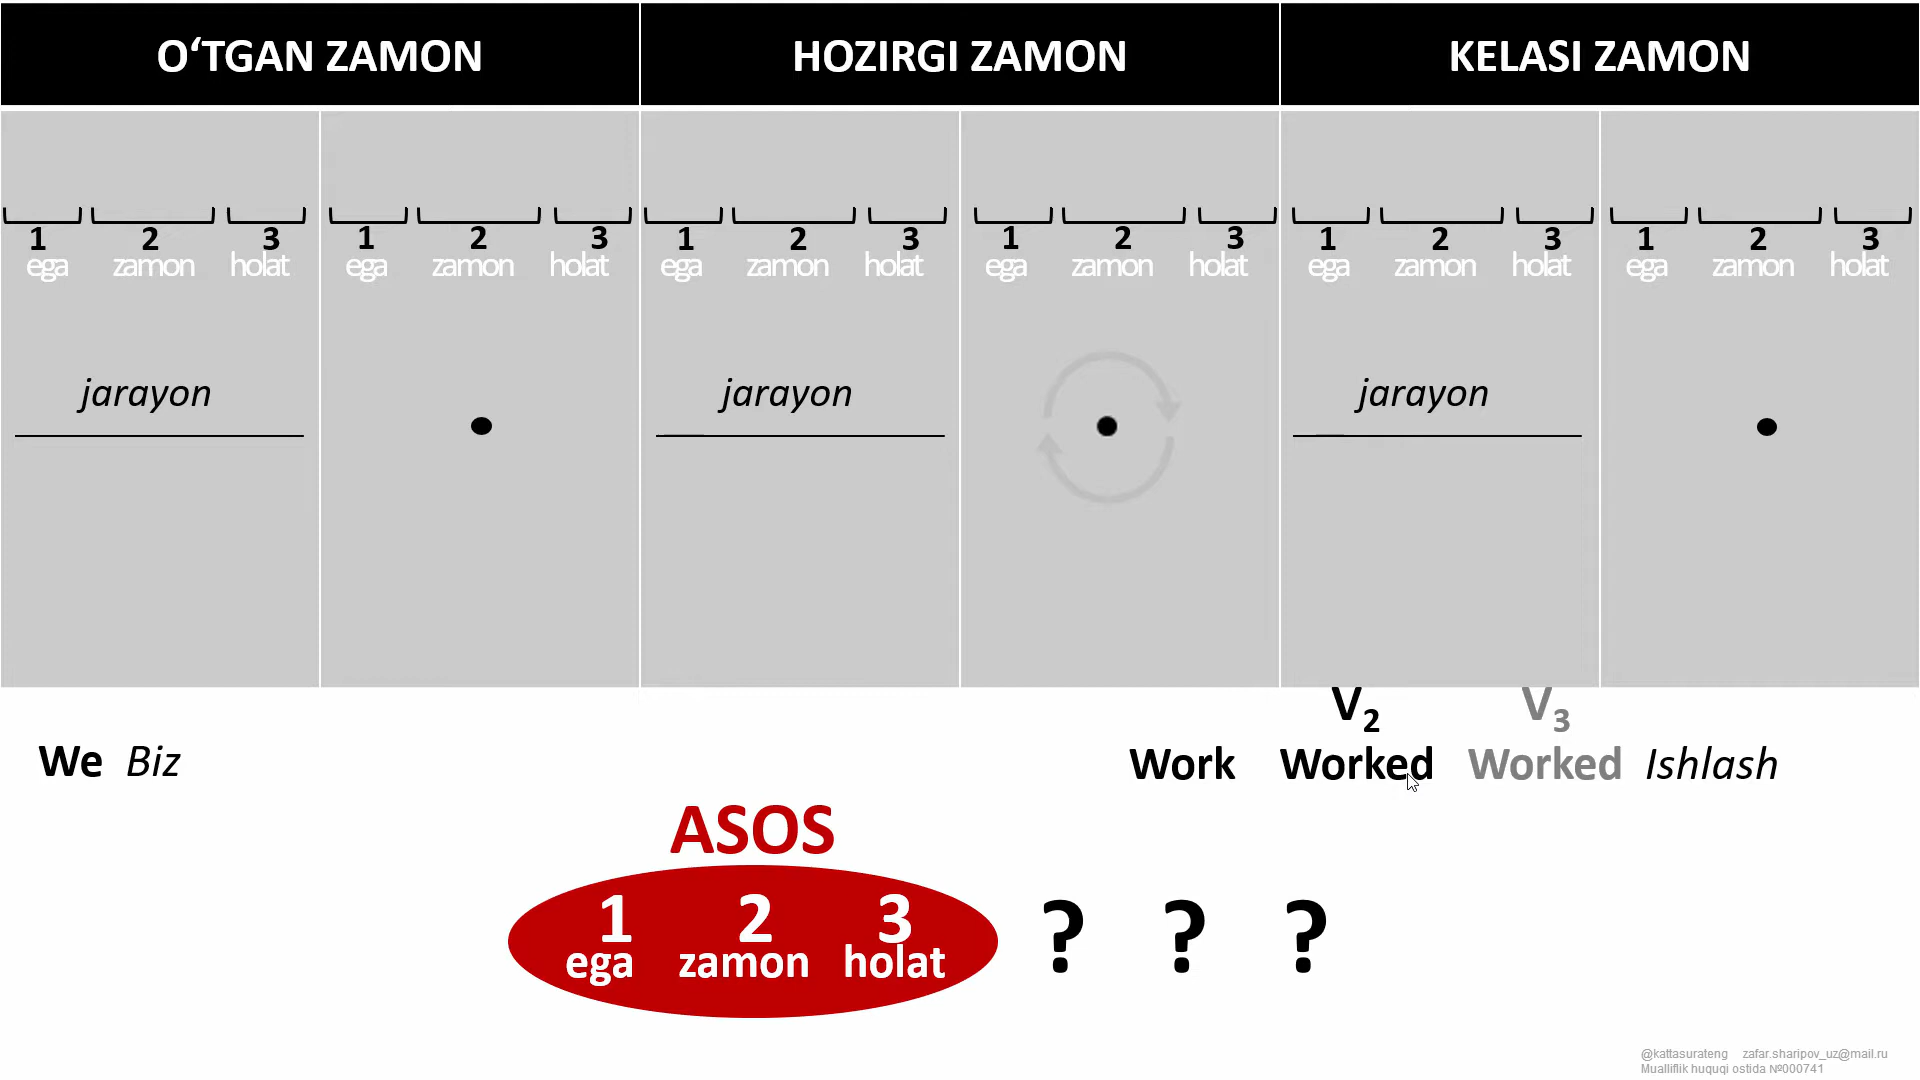 O‘TGAN ZAMON HOZIRGI ZAMON KELASI ZAMON
1 2 3 1 2 3 1 2 3 1 2 3 1 2 3 1 2 3
ega zamon holat ega zamon holat ega zamon holat ega zamon holat ega zamon holat ega zamon holat
jarayon jarayon jarayon
V2 V3
We Biz Work Worked Worked Ishlash
ASOS
1 2 3 ? ? ?
ega zamon holat
@kattasurateng zafar.sharipov_uz@mail.ru
Mualliflik huquqi ostida №000741